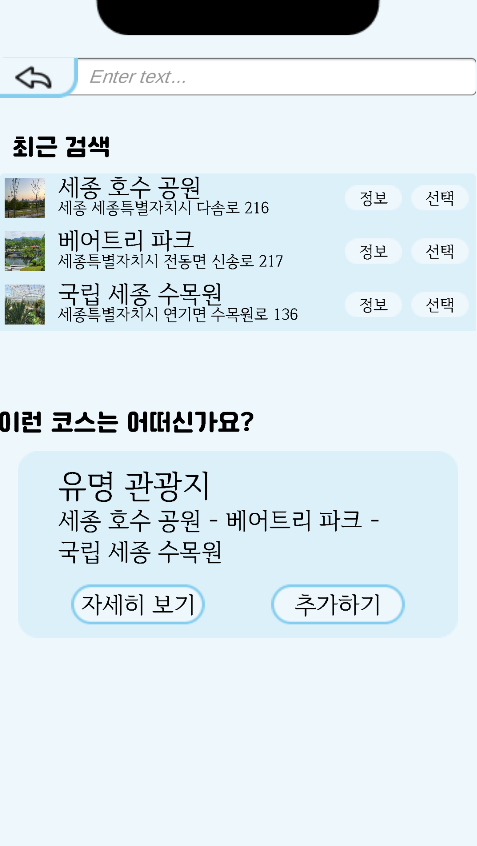 Enter text...
최근 검색
세종 호수 공원
세종 세종특별자치시 다솜로 216
정보 선택
베어트리 파크
세종특별자치시 전동면 신송로 217
정보 선택
국립 세종 수목원
세종특별자치시 연기면 수목원로 136
정보 선택
이런 코스는 어떠신가요?
유명 관광지
세종 호수 공원 - 베어트리 파크 -
국립 세종 수목원
자세히 보기 추가하기